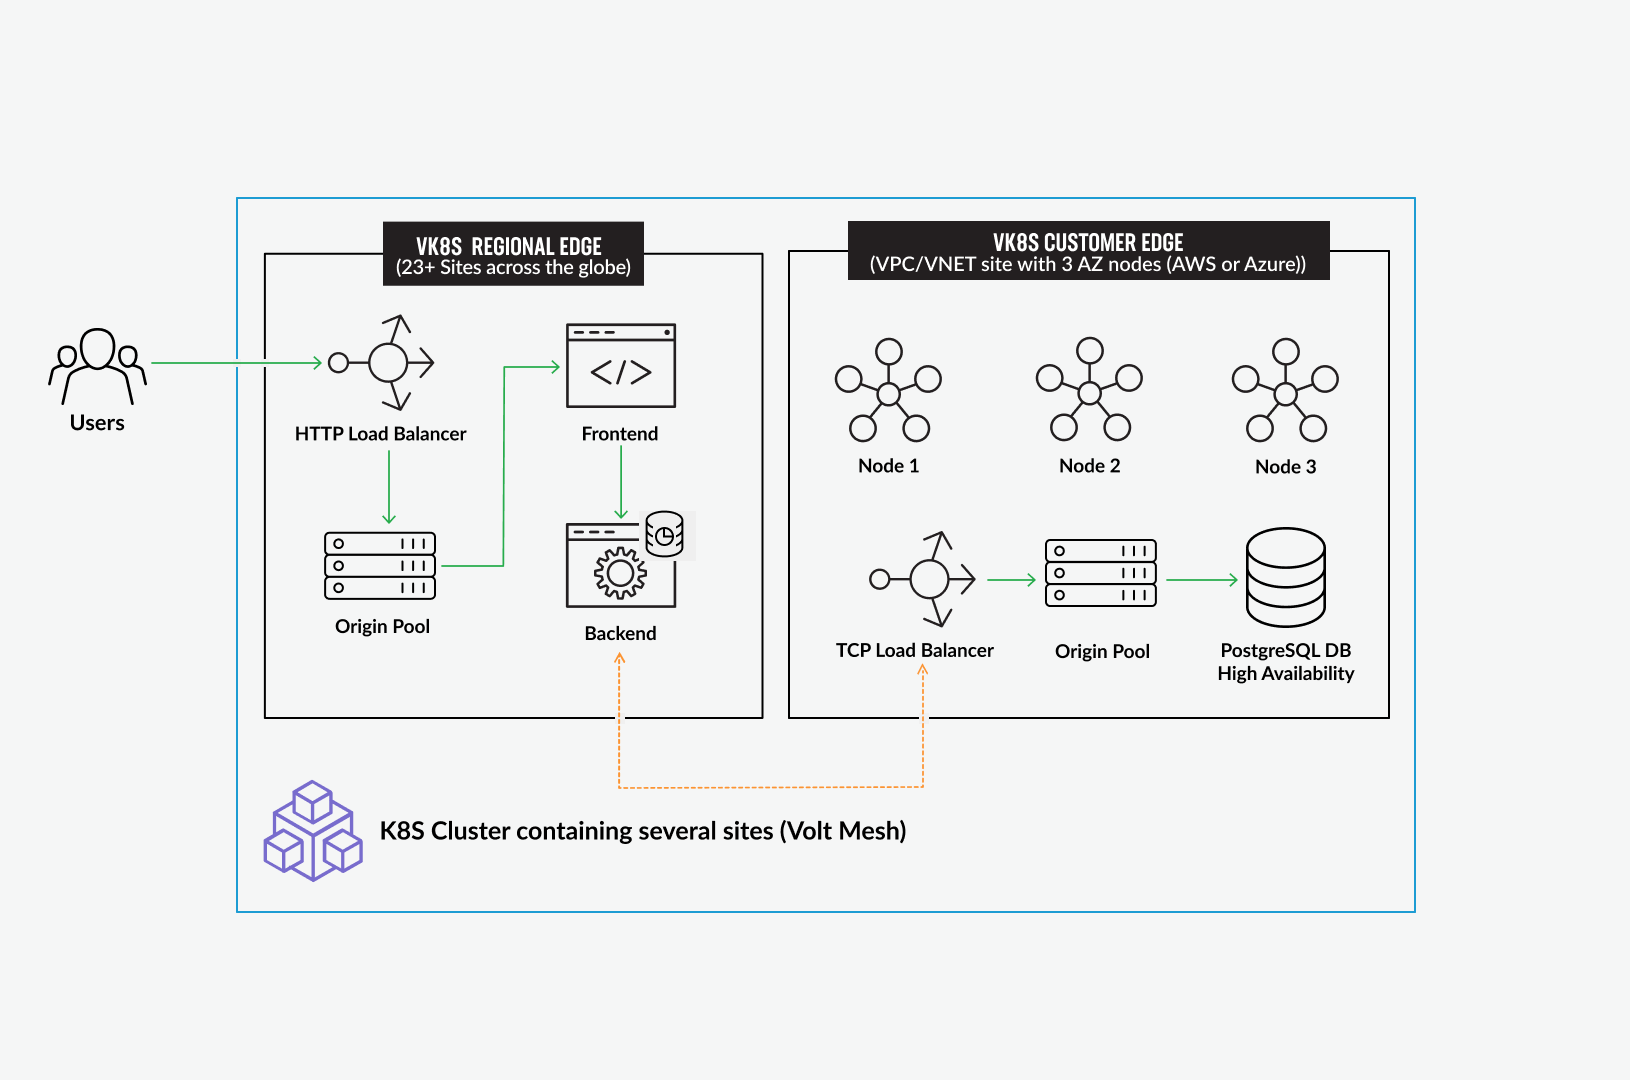 VK8S REGIONAL EDGE
(23+ Sites across the globe)
VK8S CUSTOMER EDGE
(VPC/VNET site with 3 AZ nodes (AWS or Azure))
Users
HTTP Load Balancer
Frontend
Node 1
Node 2
Node 3
Origin Pool
Backend
TCP Load Balancer
Origin Pool
PostgreSQL DB
High Availability
K8S Cluster containing several sites (Volt Mesh)